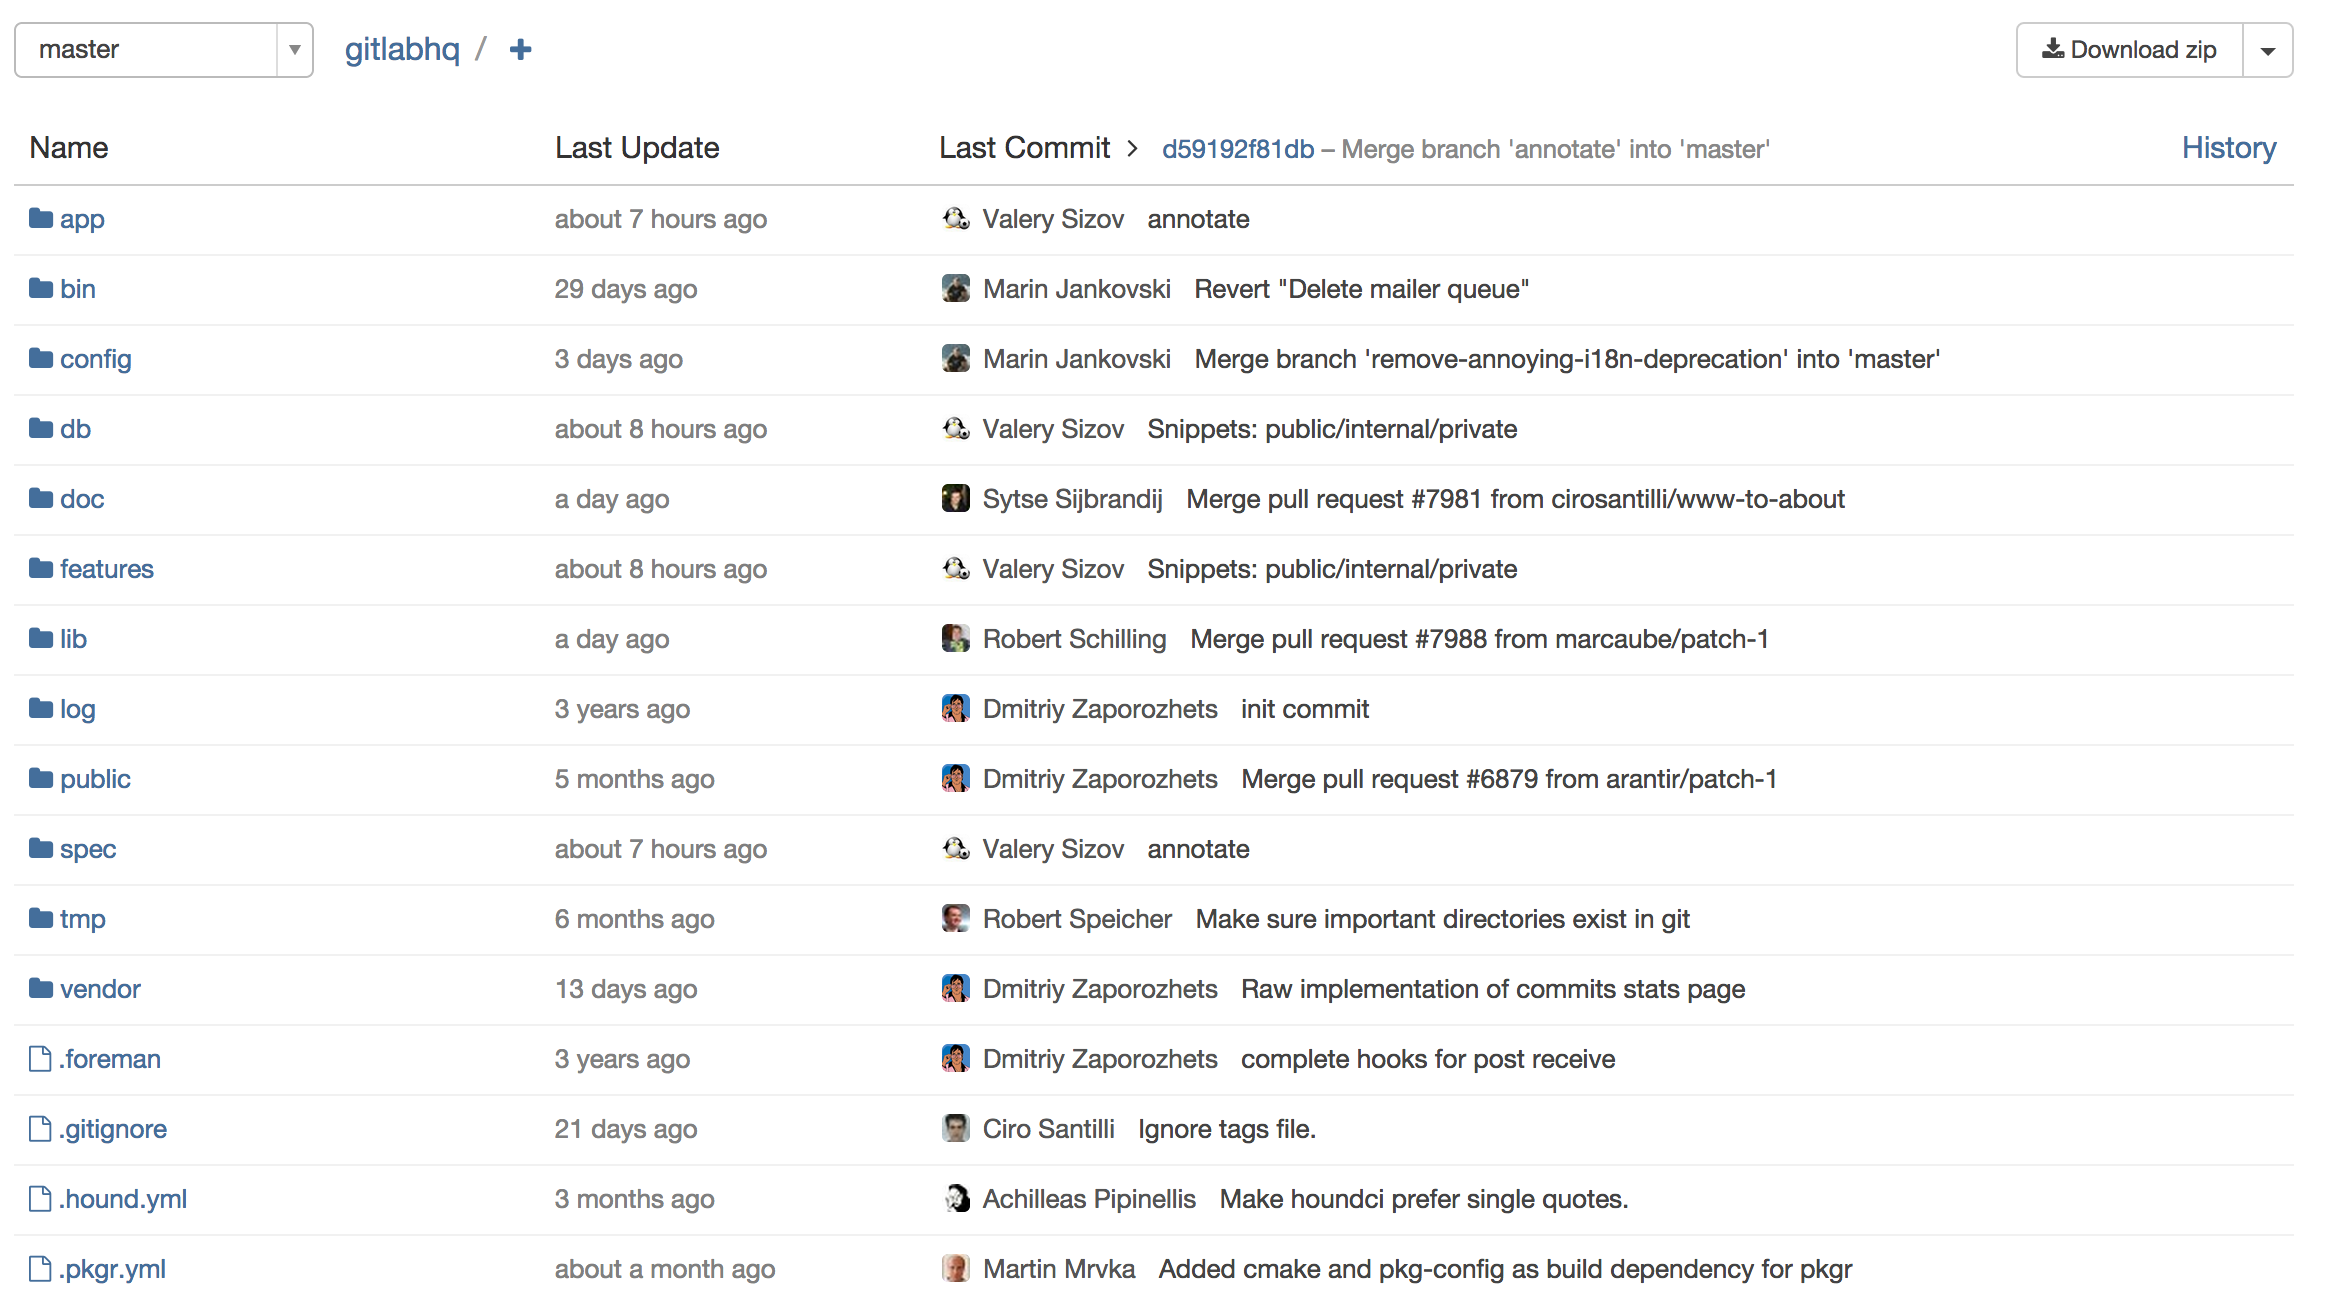 master gitlabhq / + Download zip
Name Last Update Last Commit > d59192f81db – Merge branch 'annotate' into 'master' History
app about 7 hours ago Valery Sizov annotate
bin 29 days ago Marin Jankovski Revert "Delete mailer queue"
config 3 days ago Marin Jankovski Merge branch 'remove-annoying-i18n-deprecation' into 'master'
db about 8 hours ago Valery Sizov Snippets: public/internal/private
doc a day ago Sytse Sijbrandij Merge pull request #7981 from cirosantilli/www-to-about
features about 8 hours ago Valery Sizov Snippets: public/internal/private
lib a day ago Robert Schilling Merge pull request #7988 from marcaube/patch-1
log 3 years ago Dmitriy Zaporozhets init commit
public 5 months ago Dmitriy Zaporozhets Merge pull request #6879 from arantir/patch-1
spec about 7 hours ago Valery Sizov annotate
tmp 6 months ago Robert Speicher Make sure important directories exist in git
vendor 13 days ago Dmitriy Zaporozhets Raw implementation of commits stats page
.foreman 3 years ago Dmitriy Zaporozhets complete hooks for post receive
.gitignore 21 days ago Ciro Santilli Ignore tags file.
.hound.yml 3 months ago Achilleas Pipinellis Make houndci prefer single quotes.
.pkgr.yml about a month ago Martin Mrvka Added cmake and pkg-config as build dependency for pkgr